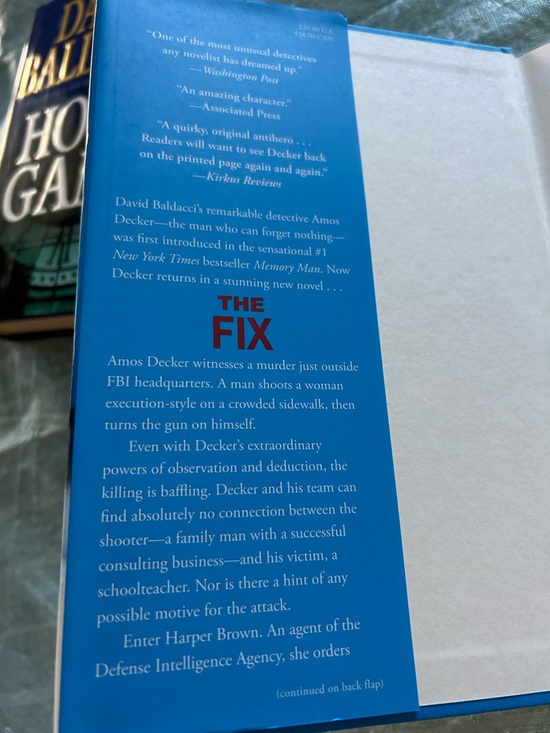 $29.00 U.S.
"One of the most unusual detectives
any novelist has dreamed up."
—Washington Post
"An amazing character."
—Associated Press
"A quirky, original antihero . . .
Readers will want to see Decker back
on the printed page again and again."
—Kirkus Reviews
David Baldacci's remarkable detective Amos
Decker—the man who can forget nothing—
was first introduced in the sensational #1
New York Times bestseller Memory Man. Now
Decker returns in a stunning new novel . . .
THE
FIX
Amos Decker witnesses a murder just outside
FBI headquarters. A man shoots a woman
execution-style on a crowded sidewalk, then
turns the gun on himself.
Even with Decker's extraordinary
powers of observation and deduction, the
killing is baffling. Decker and his team can
find absolutely no connection between the
shooter—a family man with a successful
consulting business—and his victim, a
schoolteacher. Nor is there a hint of any
possible motive for the attack.
Enter Harper Brown. An agent of the
Defense Intelligence Agency, she orders
(continued on back flap)
DA
BAL
HO
GA